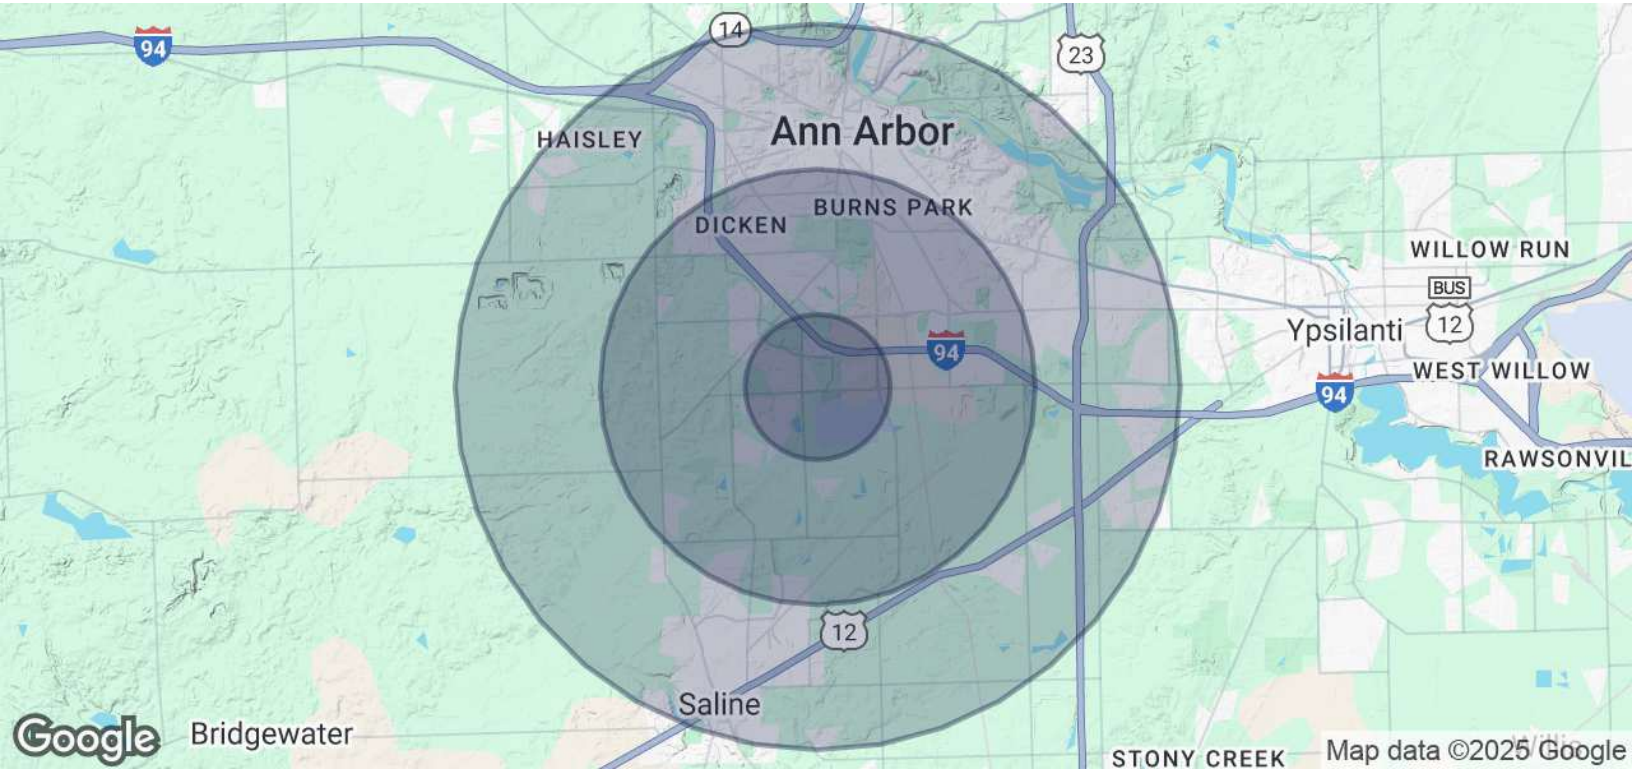 14
94
23
HAISLEY
Ann Arbor
BURNS PARK
DICKEN
WILLOW RUN
BUS
12
Ypsilanti
94
WEST WILLOW
94
RAWSONVIL
12
Saline
Google
Bridgewater
STONY CREEK
Map data ©2025 Google